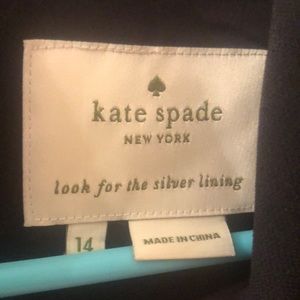 kate spade
NEW YORK
look for the silver lining
14
MADE IN CHINA